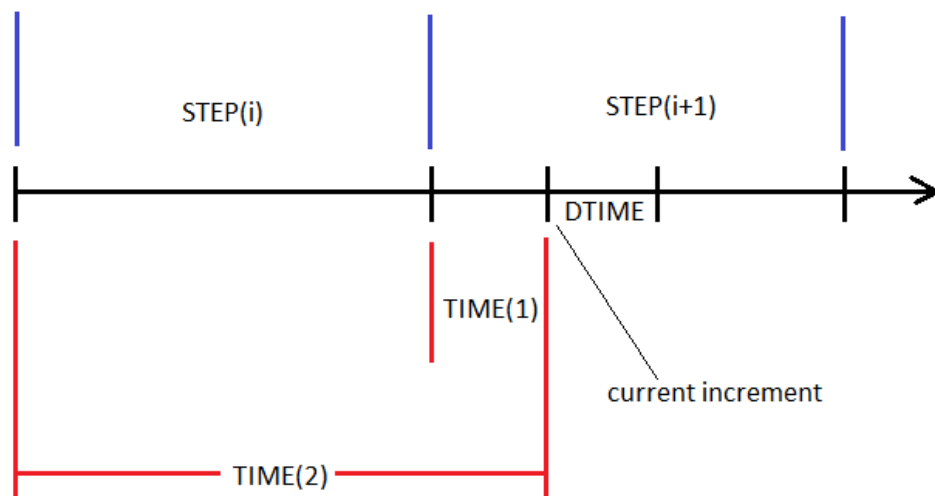 STEP(i)
STEP(i+1)
DTIME
TIME(1)
current increment
TIME(2)